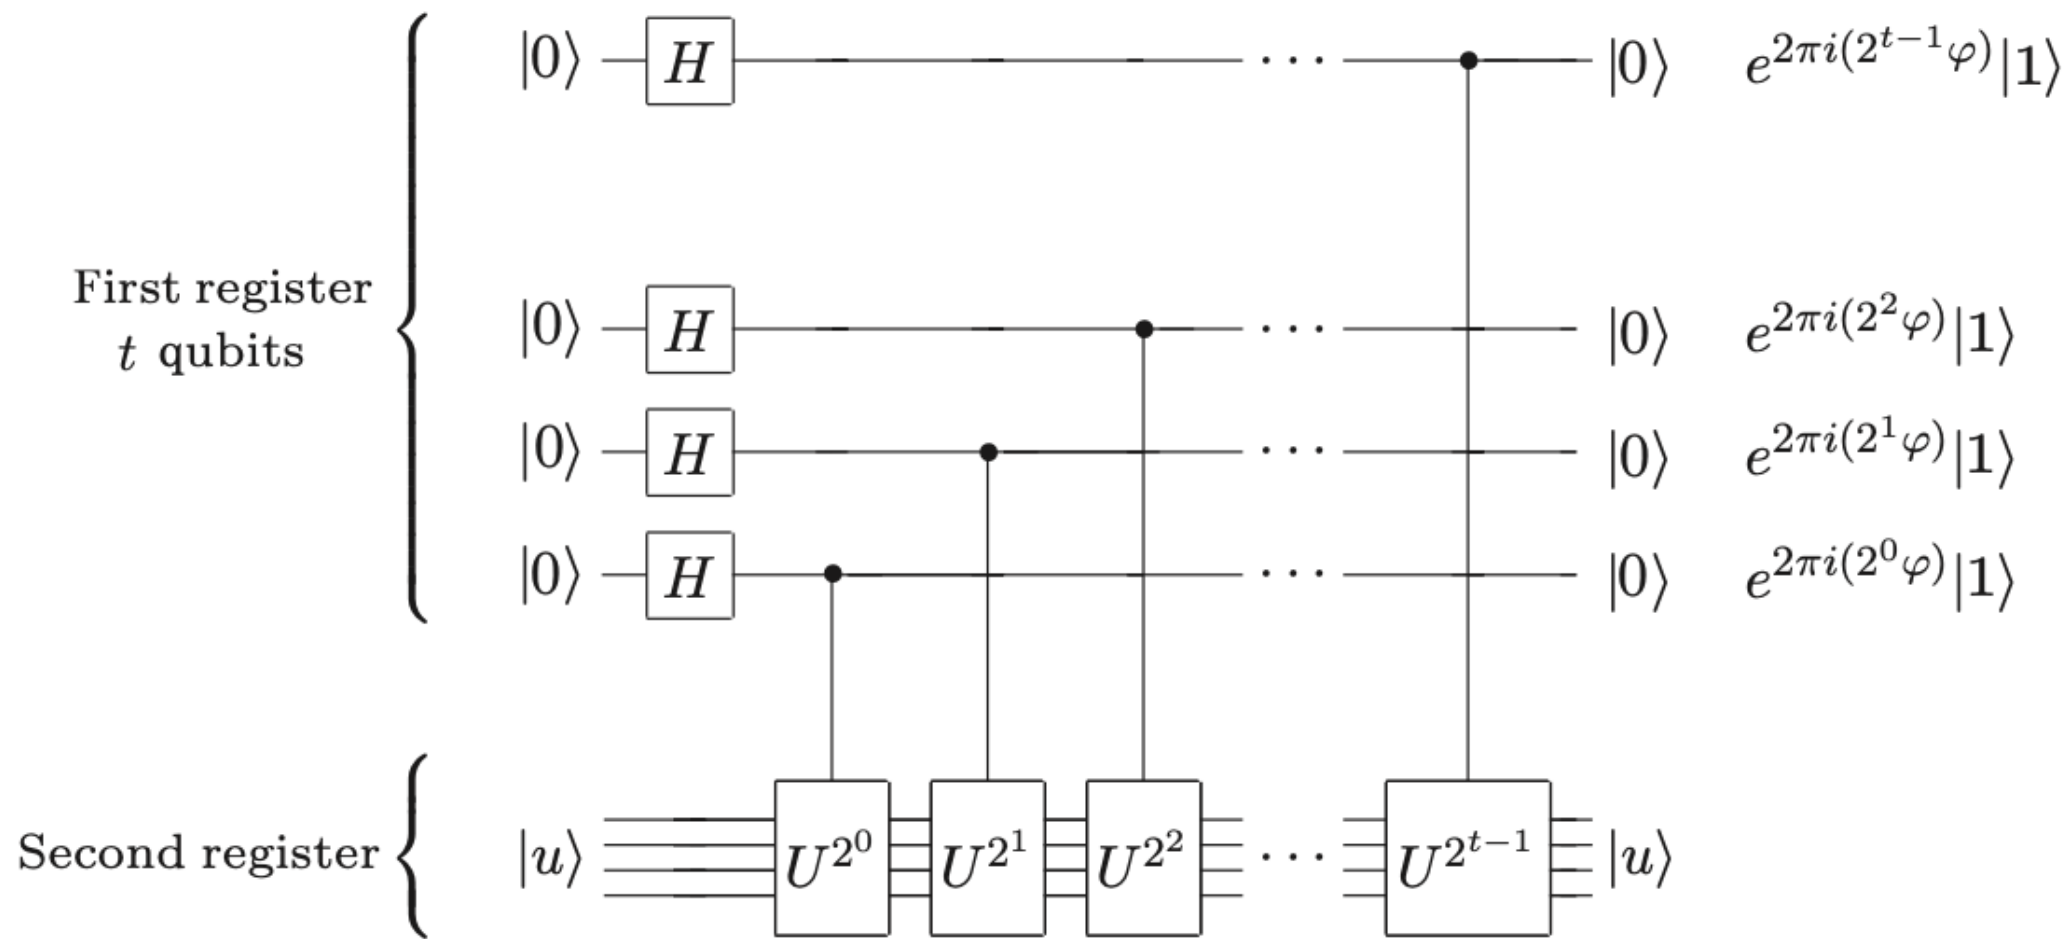 |0⟩ H ··· |0⟩ e^{2πi(2^{t−1}φ)}|1⟩
First register
t qubits
|0⟩ H ··· |0⟩ e^{2πi(2^2φ)}|1⟩
|0⟩ H ··· |0⟩ e^{2πi(2^1φ)}|1⟩
|0⟩ H ··· |0⟩ e^{2πi(2^0φ)}|1⟩
Second register
|u⟩ U^{2^0} U^{2^1} U^{2^2} ··· U^{2^{t−1}} |u⟩